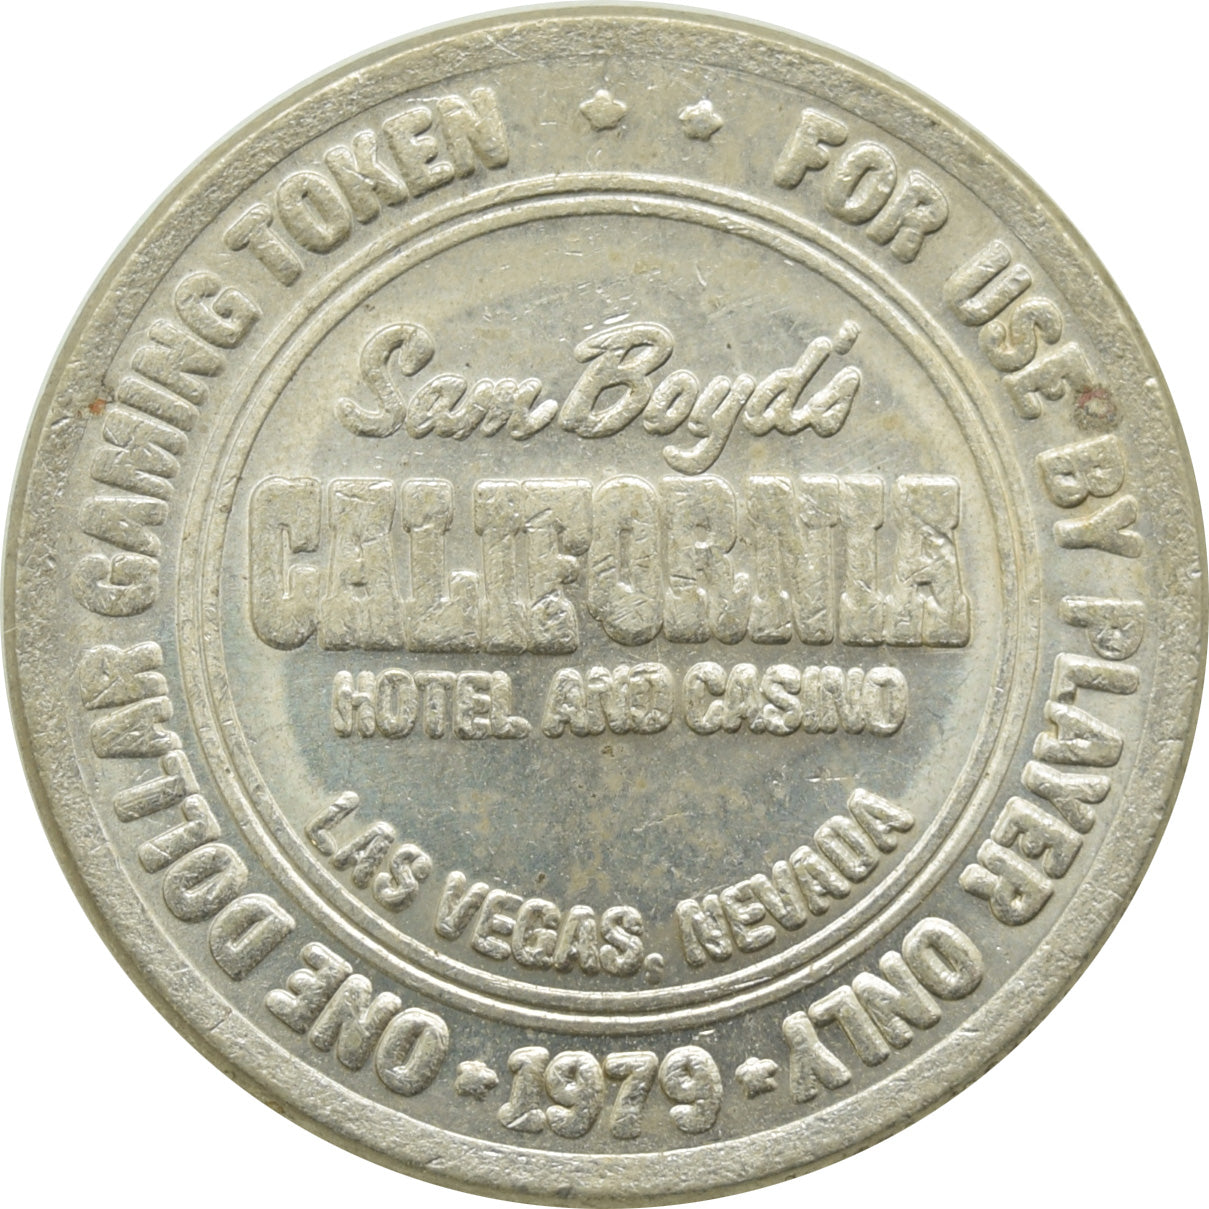 ONE DOLLAR GAMING TOKEN
FOR USE BY PLAYER ONLY
Sam Boyd's
CALIFORNIA
HOTEL AND CASINO
LAS VEGAS, NEVADA
1979